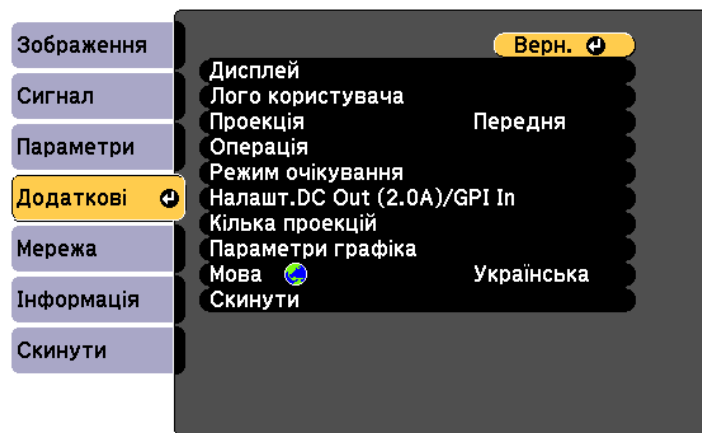 Зображення
Сигнал
Параметри
Додаткові
Мережа
Інформація
Скинути
Верн.
Дисплей
Лого користувача
Проекція Передня
Операція
Режим очікування
Налашт.DC Out (2.0A)/GPI In
Кілька проекцій
Параметри графіка
Мова Українська
Скинути